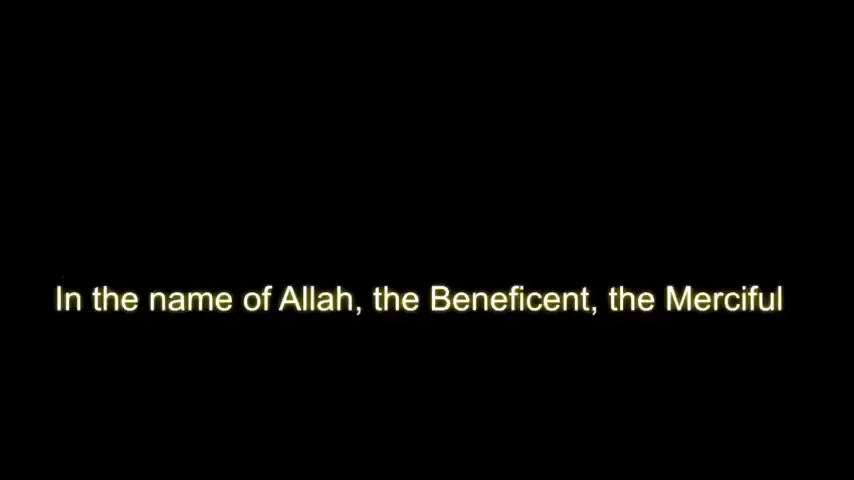 In the name of Allah, the Beneficent, the Merciful